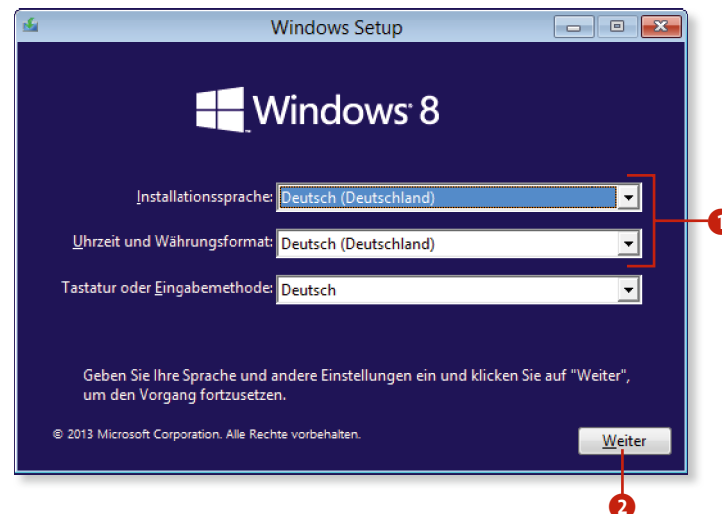 Windows Setup
Windows 8
Installationssprache: Deutsch (Deutschland)
Uhrzeit und Währungsformat: Deutsch (Deutschland)
Tastatur oder Eingabemethode: Deutsch
Geben Sie Ihre Sprache und andere Einstellungen ein und klicken Sie auf "Weiter",
um den Vorgang fortzusetzen.
© 2013 Microsoft Corporation. Alle Rechte vorbehalten.
Weiter
1
2